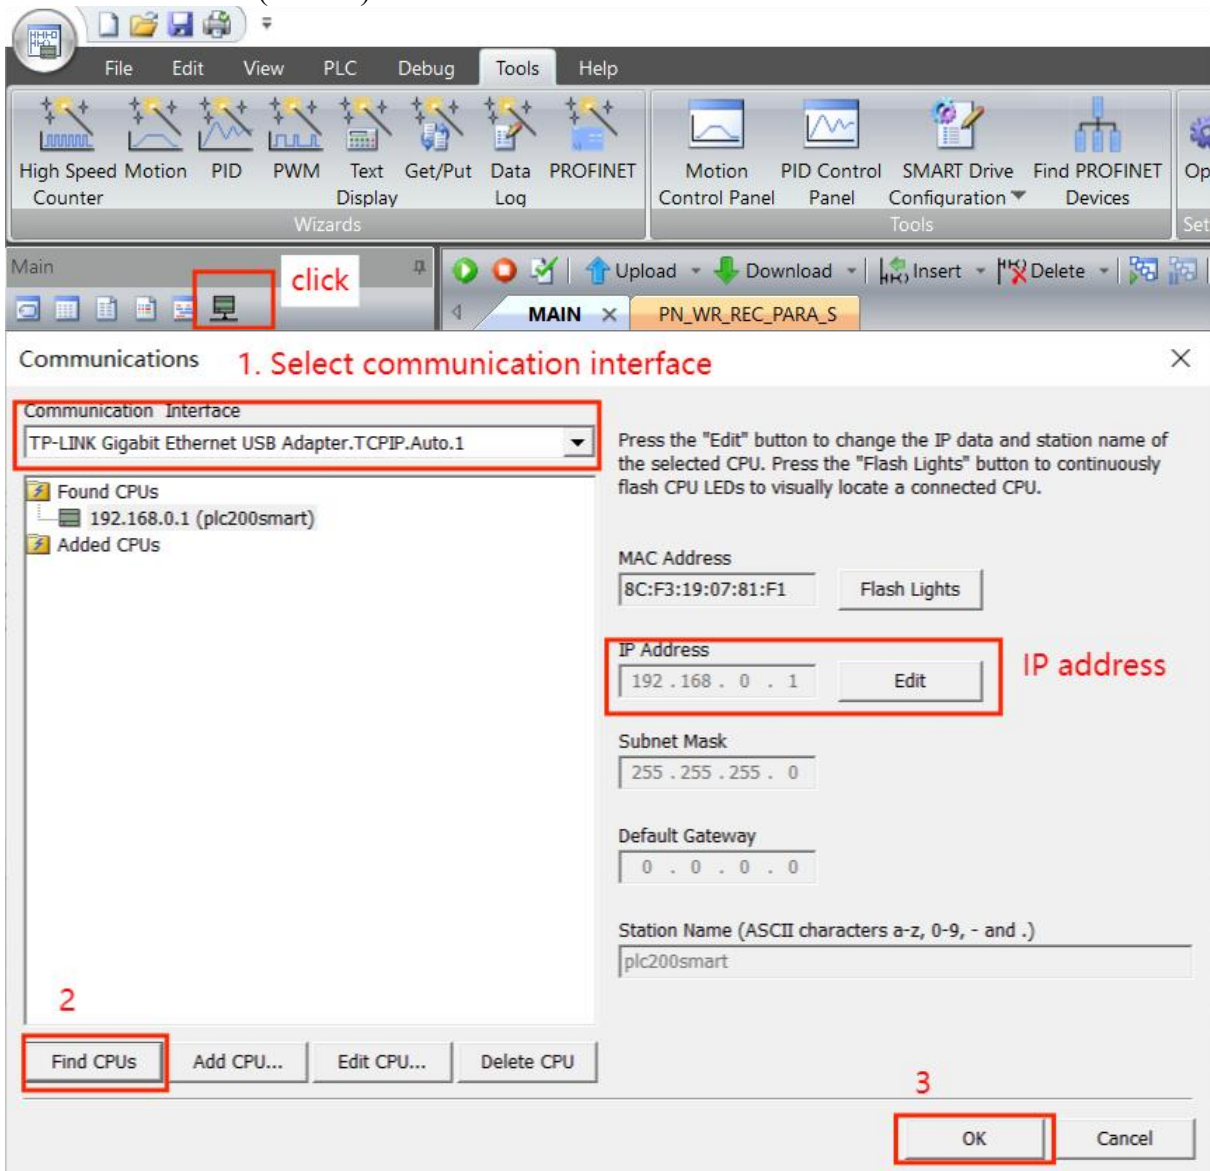 File Edit View PLC Debug Tools Help
High Speed Counter Motion PID PWM Text Display Get/Put Data Log PROFINET Motion Control Panel PID Control Panel SMART Drive Configuration Find PROFINET Devices
Wizards Tools
Main
click
Upload Download Insert Delete
MAIN PN_WR_REC_PARA_S
Communications 1. Select communication interface
Communication Interface
TP-LINK Gigabit Ethernet USB Adapter.TCPIP.Auto.1
Found CPUs
192.168.0.1 (plc200smart)
Added CPUs
Press the "Edit" button to change the IP data and station name of
the selected CPU. Press the "Flash Lights" button to continuously
flash CPU LEDs to visually locate a connected CPU.
MAC Address
8C:F3:19:07:81:F1 Flash Lights
IP Address
192 . 168 . 0 . 1 Edit
IP address
Subnet Mask
255 . 255 . 255 . 0
Default Gateway
0 . 0 . 0 . 0
Station Name (ASCII characters a-z, 0-9, - and .)
plc200smart
2
Find CPUs Add CPU... Edit CPU... Delete CPU
3
OK Cancel